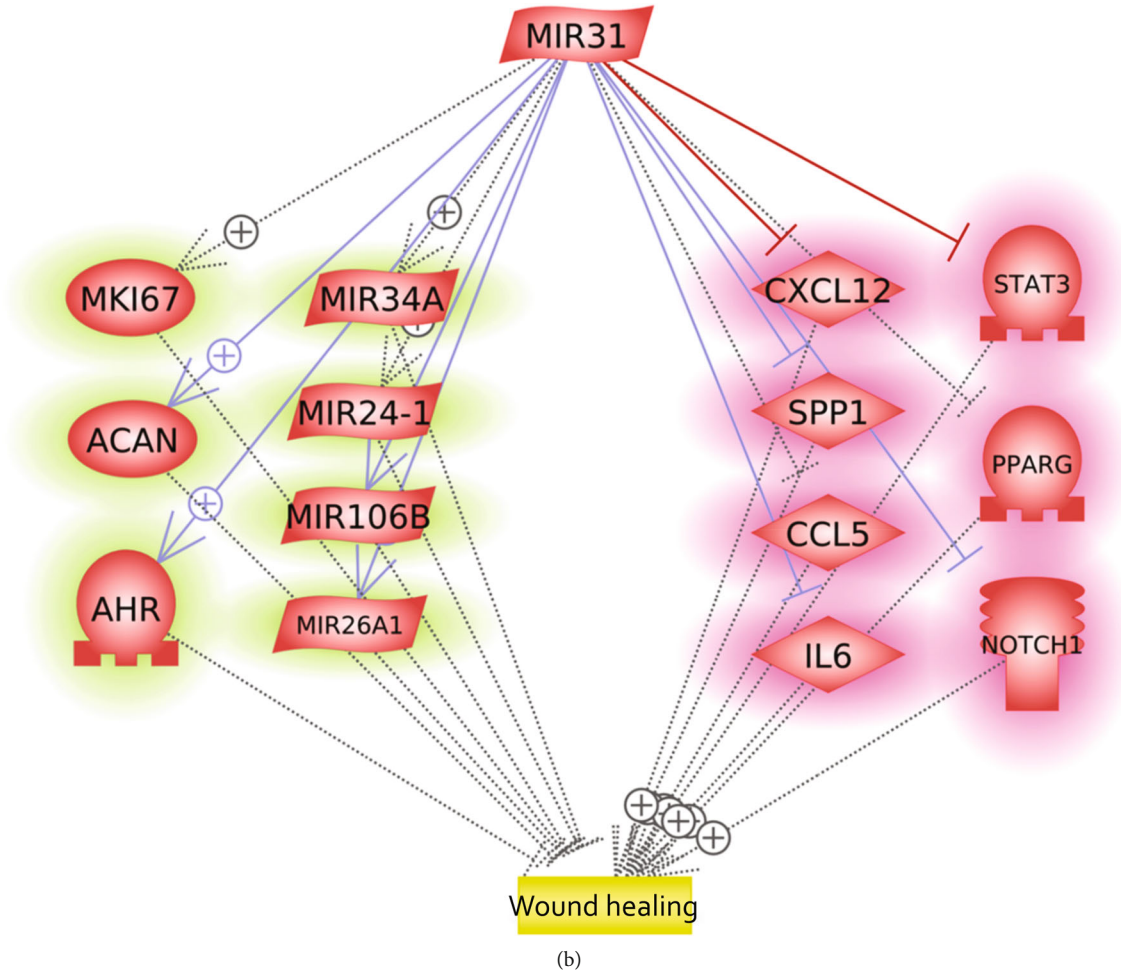 MIR31
MKI67
MIR34A
CXCL12
STAT3
ACAN
MIR24-1
SPP1
PPARG
MIR106B
CCL5
AHR
MIR26A1
IL6
NOTCH1
Wound healing
(b)